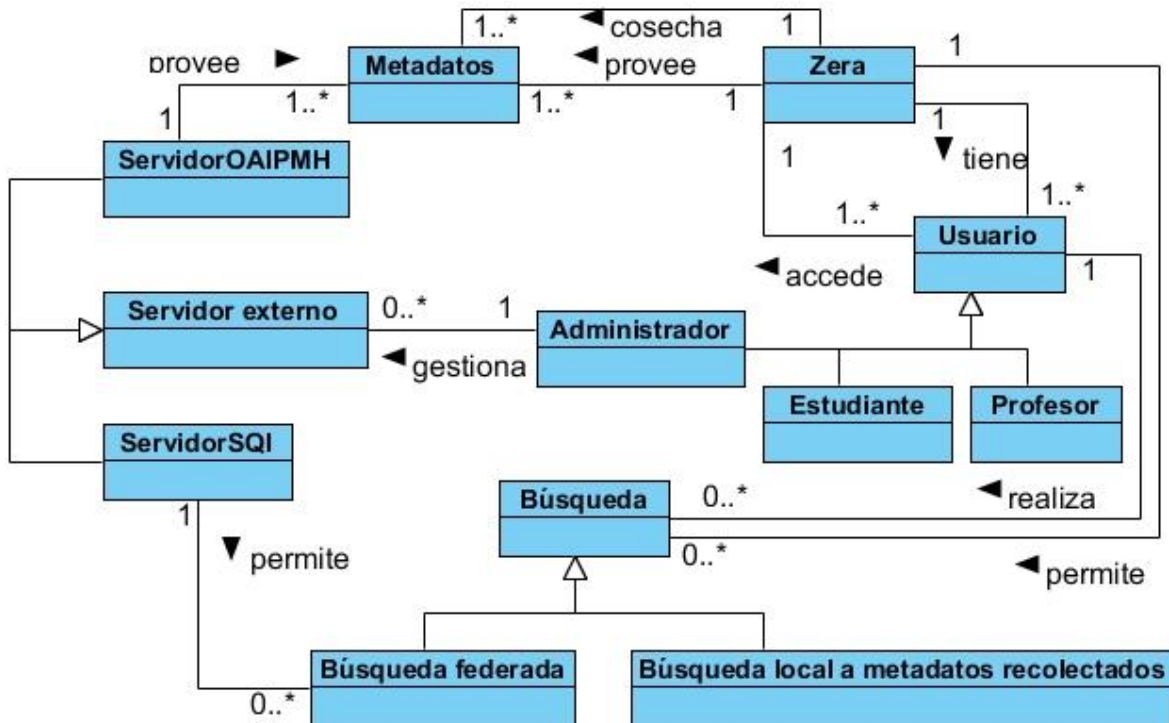 1..*
cosecha
1
provee
Metadatos
provee
Zera
1
1..*
1..*
1
1
1
ServidorOAIPMH
1
tiene
1..*
1..*
Usuario
accede
1
Servidor externo
0..*
1
Administrador
gestiona
Estudiante
Profesor
ServidorSQI
1
Búsqueda
0..*
realiza
0..*
permite
permite
Búsqueda federada
Búsqueda local a metadatos recolectados
0..*